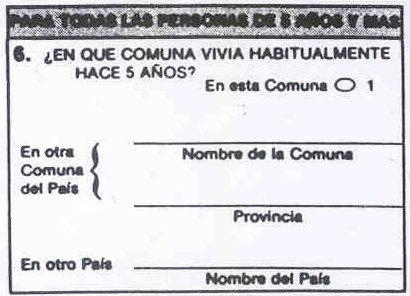 PARA TODAS LAS PERSONAS DE 5 AÑOS Y MAS
6. ¿EN QUE COMUNA VIVIA HABITUALMENTE
HACE 5 AÑOS?
En esta Comuna 1
En otra
Comuna
del País
Nombre de la Comuna
Provincia
En otro País
Nombre del País